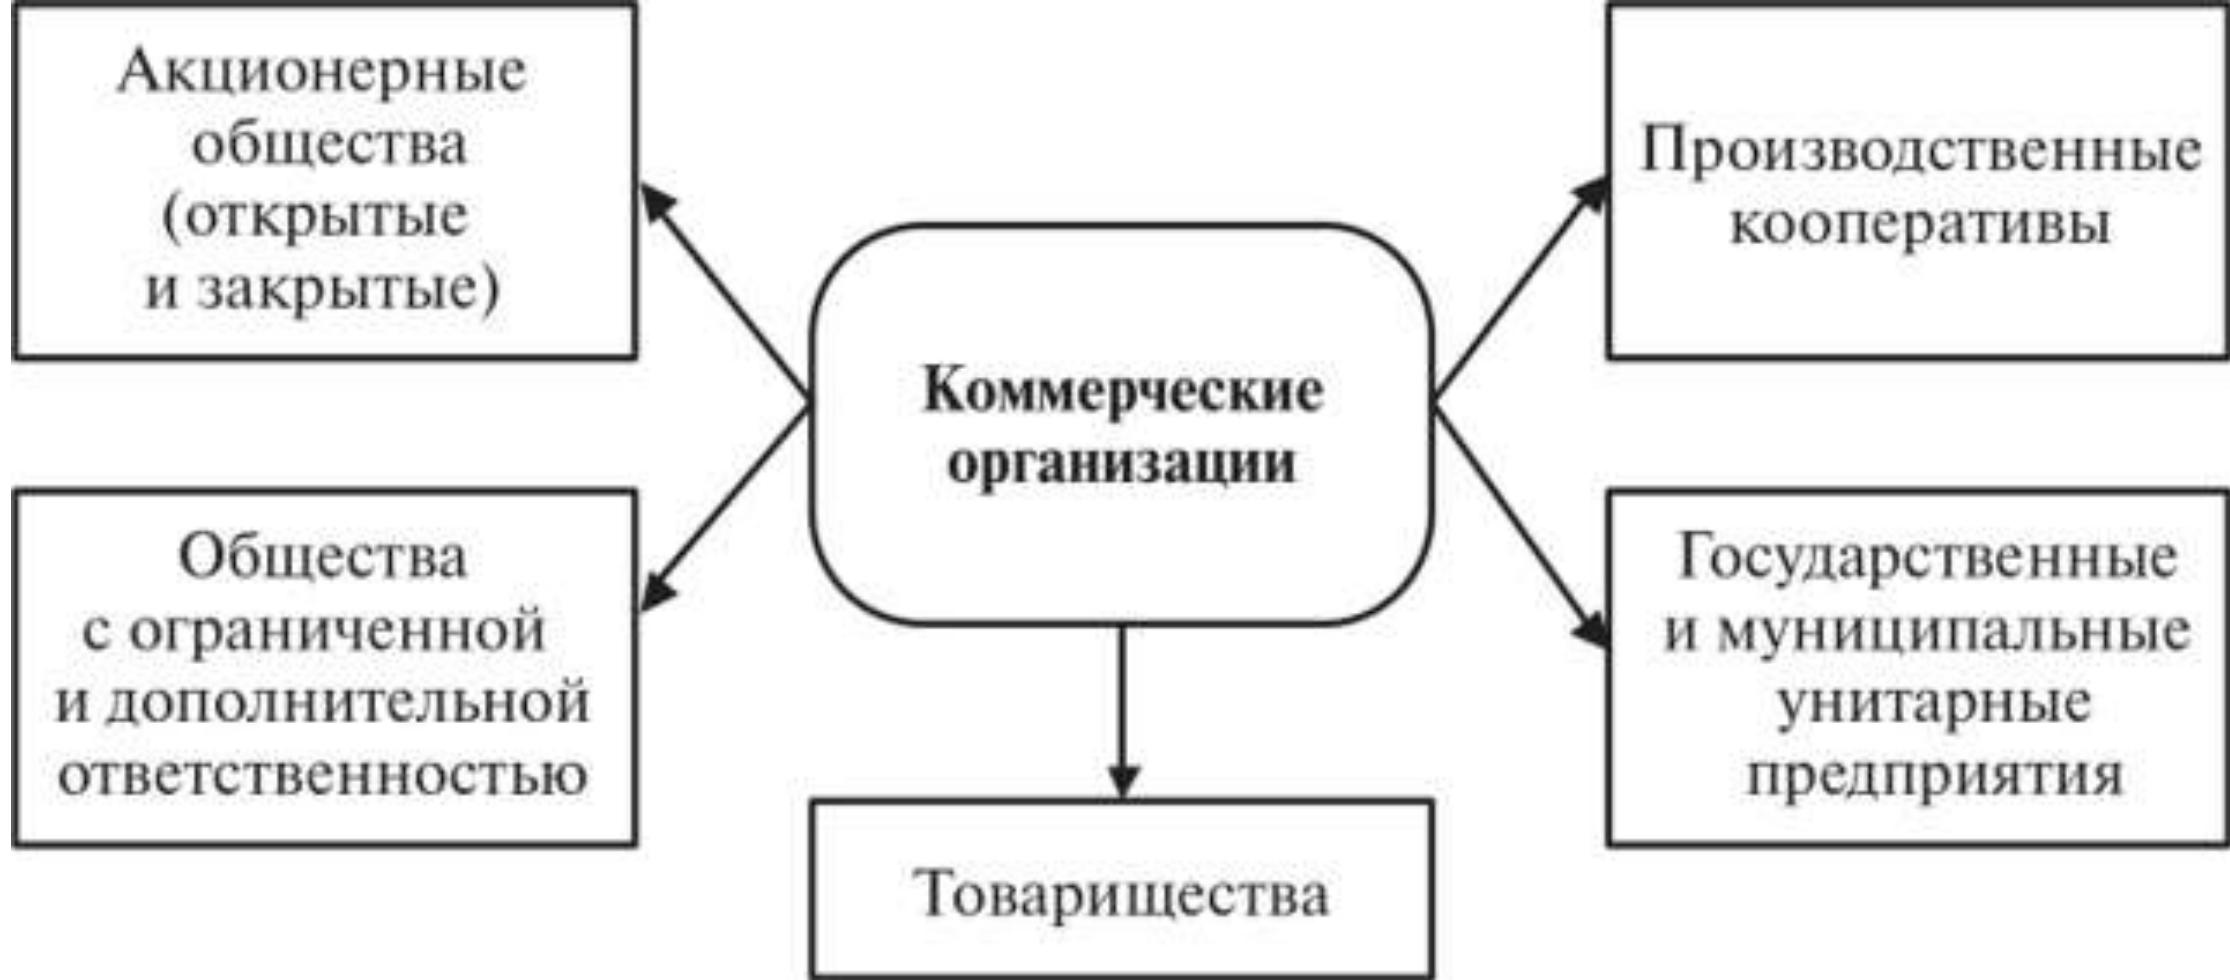 Акционерные
общества
(открытые
и закрытые)
Производственные
кооперативы
Коммерческие
организации
Общества
с ограниченной
и дополнительной
ответственностью
Государственные
и муниципальные
унитарные
предприятия
Товарищества